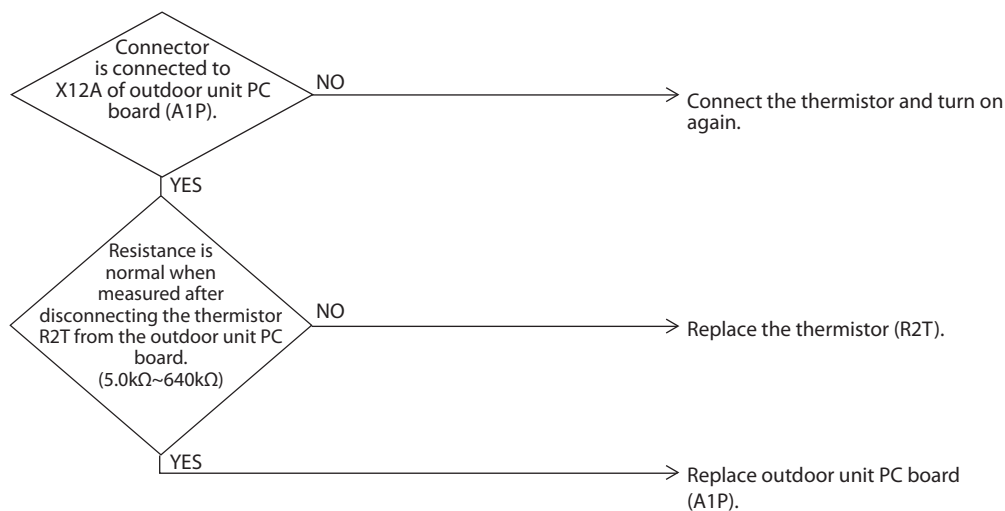 Connector
is connected to
X12A of outdoor unit PC
board (A1P).
NO
Connect the thermistor and turn on
again.
YES
Resistance is
normal when
measured after
disconnecting the thermistor
R2T from the outdoor unit PC
board.
(5.0kΩ~640kΩ)
NO
Replace the thermistor (R2T).
YES
Replace outdoor unit PC board
(A1P).